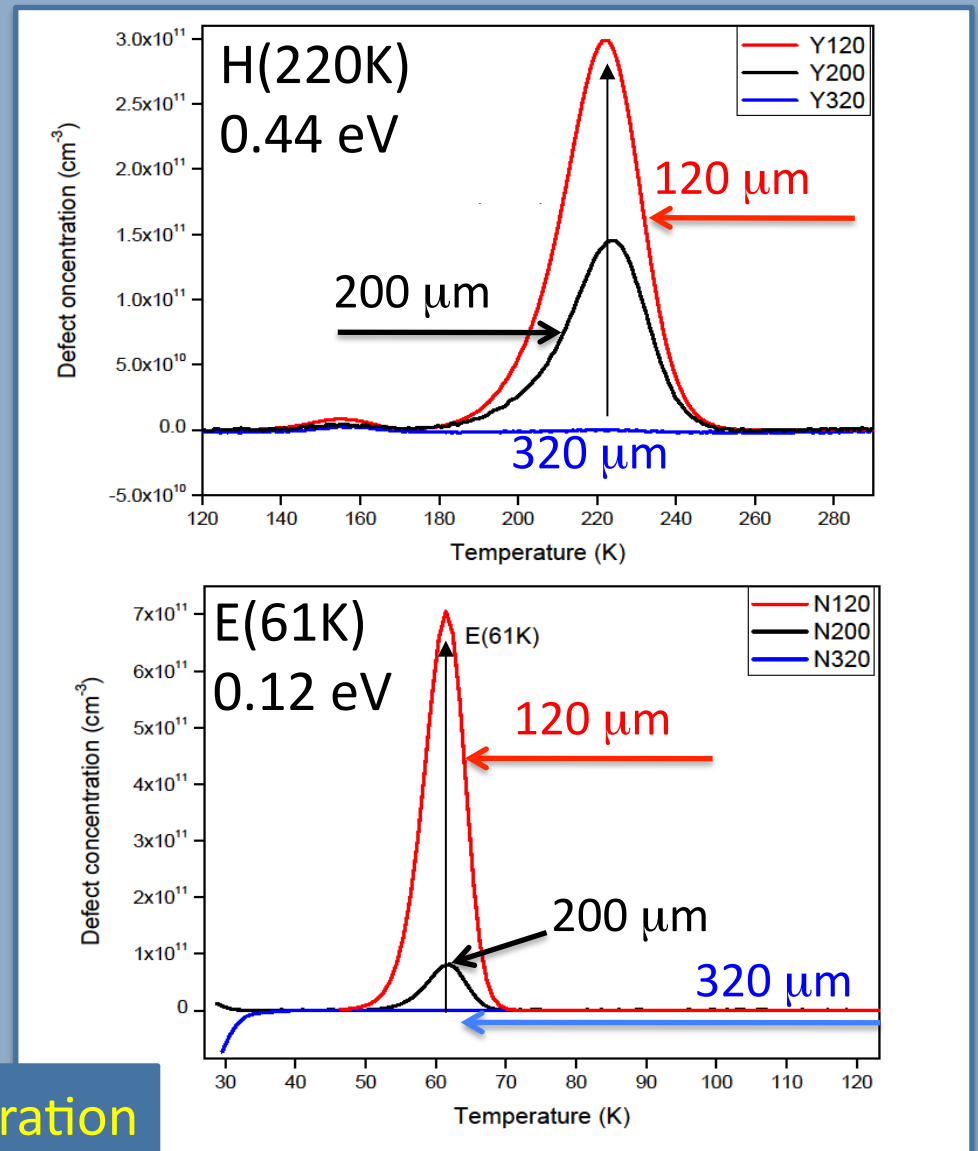 H(220K)
0.44 eV
Y120
Y200
Y320
120 μm
200 μm
320 μm
Defect oncentration (cm⁻³)
3.0x10¹¹
2.5x10¹¹
2.0x10¹¹
1.5x10¹¹
1.0x10¹¹
5.0x10¹⁰
0.0
-5.0x10¹⁰
120 140 160 180 200 220 240 260 280
Temperature (K)
E(61K)
0.12 eV
E(61K)
N120
N200
N320
120 μm
200 μm
320 μm
Defect concentration (cm⁻³)
7x10¹¹
6x10¹¹
5x10¹¹
4x10¹¹
3x10¹¹
2x10¹¹
1x10¹¹
0
30 40 50 60 70 80 90 100 110 120
Temperature (K)
ration